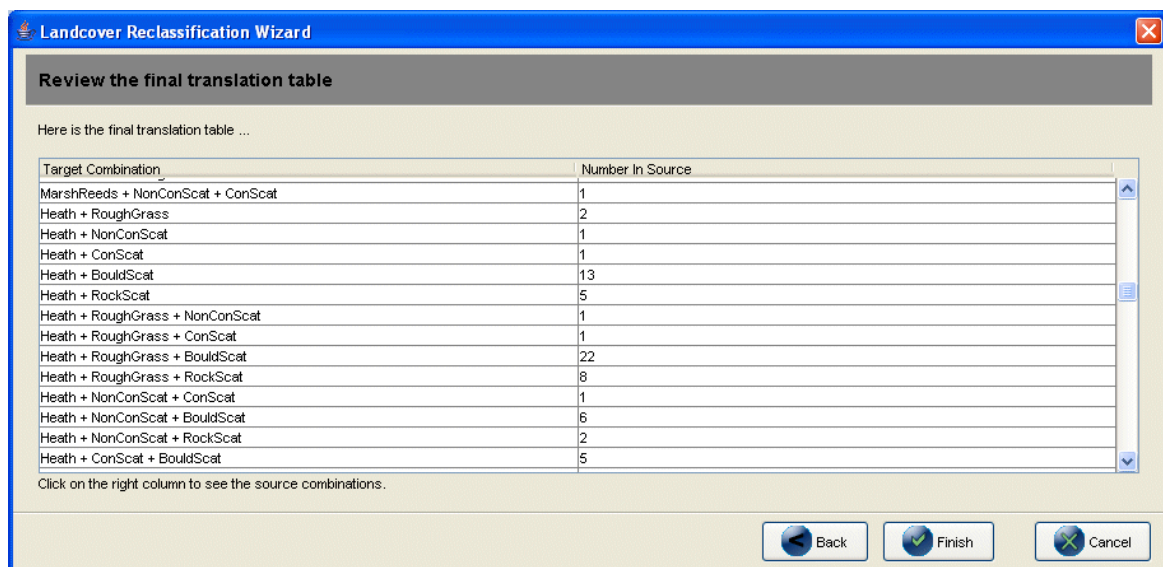 Landcover Reclassification Wizard
Review the final translation table
Here is the final translation table ...
Target Combination Number In Source
MarshReeds + NonConScat + ConScat 1
Heath + RoughGrass 2
Heath + NonConScat 1
Heath + ConScat 1
Heath + BouldScat 13
Heath + RockScat 5
Heath + RoughGrass + NonConScat 1
Heath + RoughGrass + ConScat 1
Heath + RoughGrass + BouldScat 22
Heath + RoughGrass + RockScat 8
Heath + NonConScat + ConScat 1
Heath + NonConScat + BouldScat 6
Heath + NonConScat + RockScat 2
Heath + ConScat + BouldScat 5
Click on the right column to see the source combinations.
Back Finish Cancel